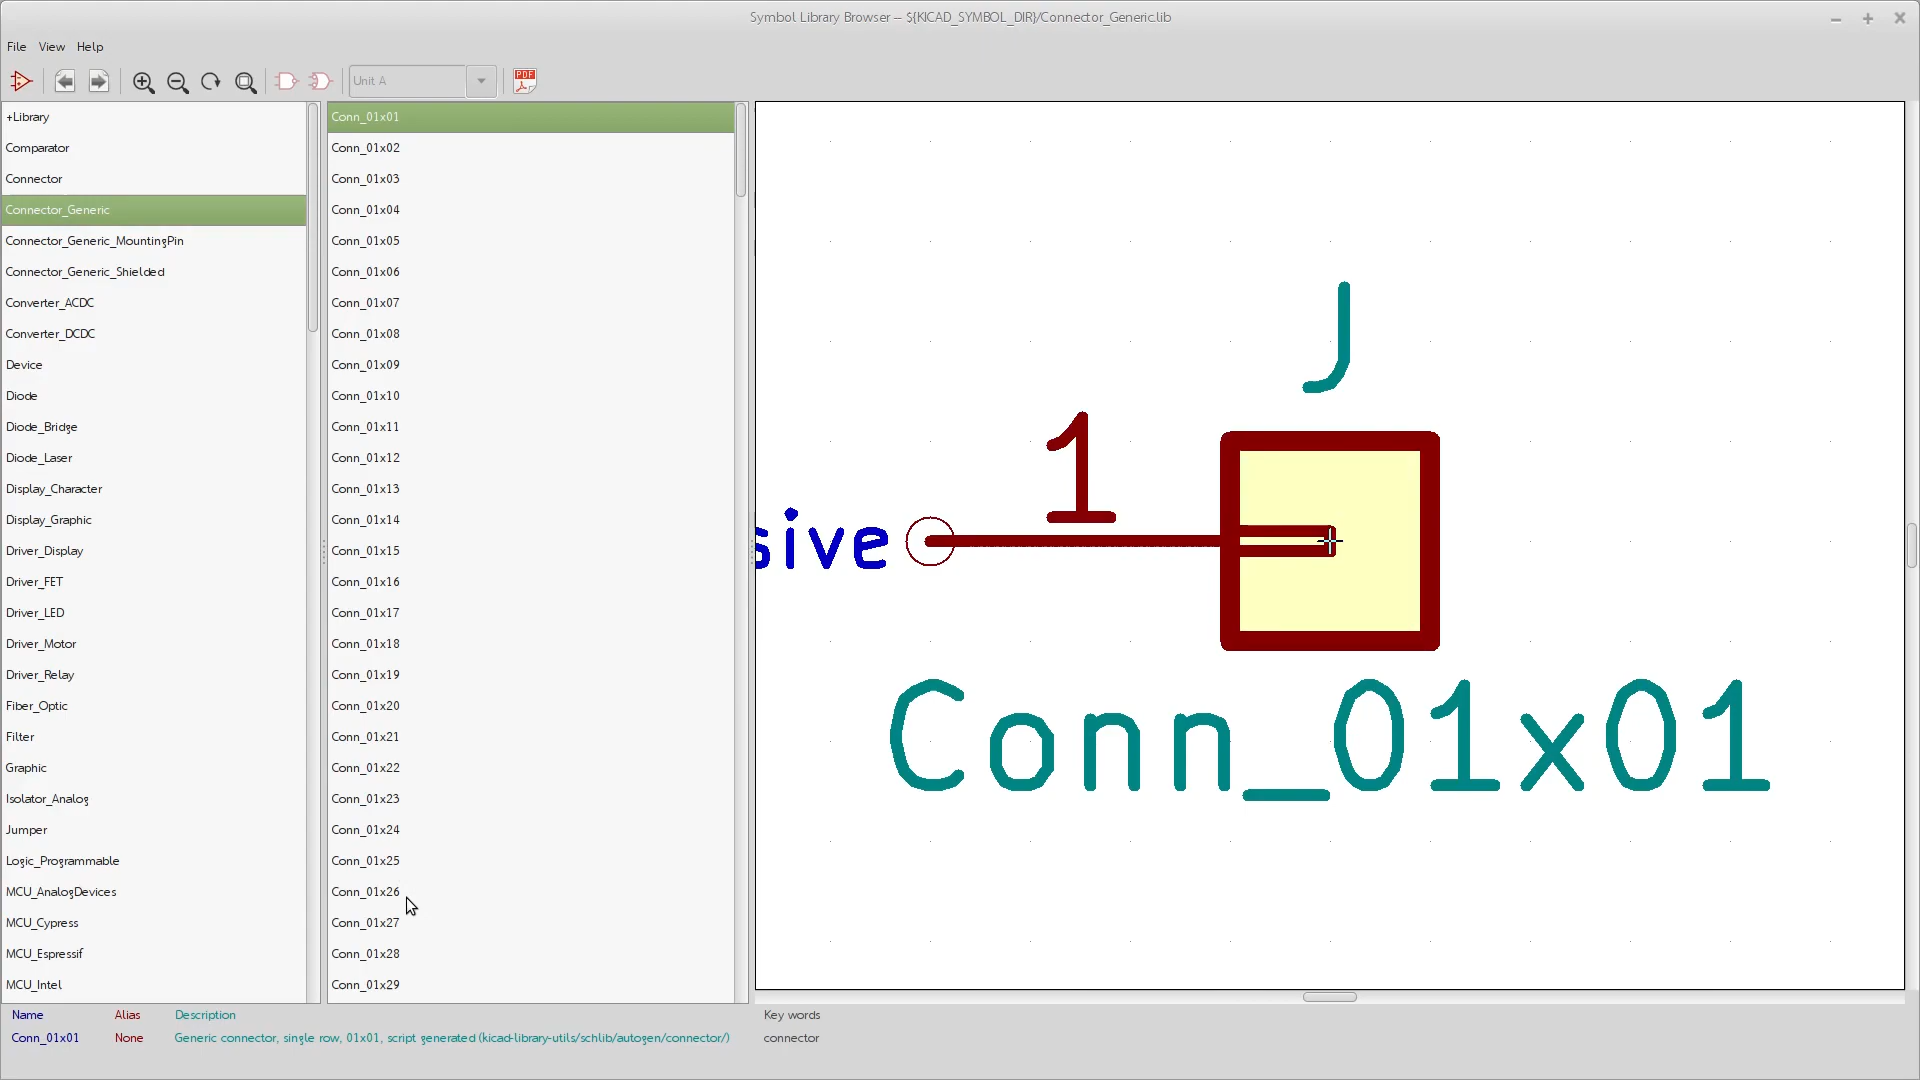 Symbol Library Browser -- ${KICAD_SYMBOL_DIR}/Connector_Generic.lib
File View Help
Unit A
PDF
+Library
Comparator
Connector
Connector_Generic
Connector_Generic_MountingPin
Connector_Generic_Shielded
Converter_ACDC
Converter_DCDC
Device
Diode
Diode_Bridge
Diode_Laser
Display_Character
Display_Graphic
Driver_Display
Driver_FET
Driver_LED
Driver_Motor
Driver_Relay
Fiber_Optic
Filter
Graphic
Isolator_Analog
Jumper
Logic_Programmable
MCU_AnalogDevices
MCU_Cypress
MCU_Espressif
MCU_Intel
Conn_01x01
Conn_01x02
Conn_01x03
Conn_01x04
Conn_01x05
Conn_01x06
Conn_01x07
Conn_01x08
Conn_01x09
Conn_01x10
Conn_01x11
Conn_01x12
Conn_01x13
Conn_01x14
Conn_01x15
Conn_01x16
Conn_01x17
Conn_01x18
Conn_01x19
Conn_01x20
Conn_01x21
Conn_01x22
Conn_01x23
Conn_01x24
Conn_01x25
Conn_01x26
Conn_01x27
Conn_01x28
Conn_01x29
J
1
sive
Conn_01x01
Name Alias Description Key words
Conn_01x01 None Generic connector, single row, 01x01, script generated (kicad-library-utils/schlib/autogen/connector/) connector